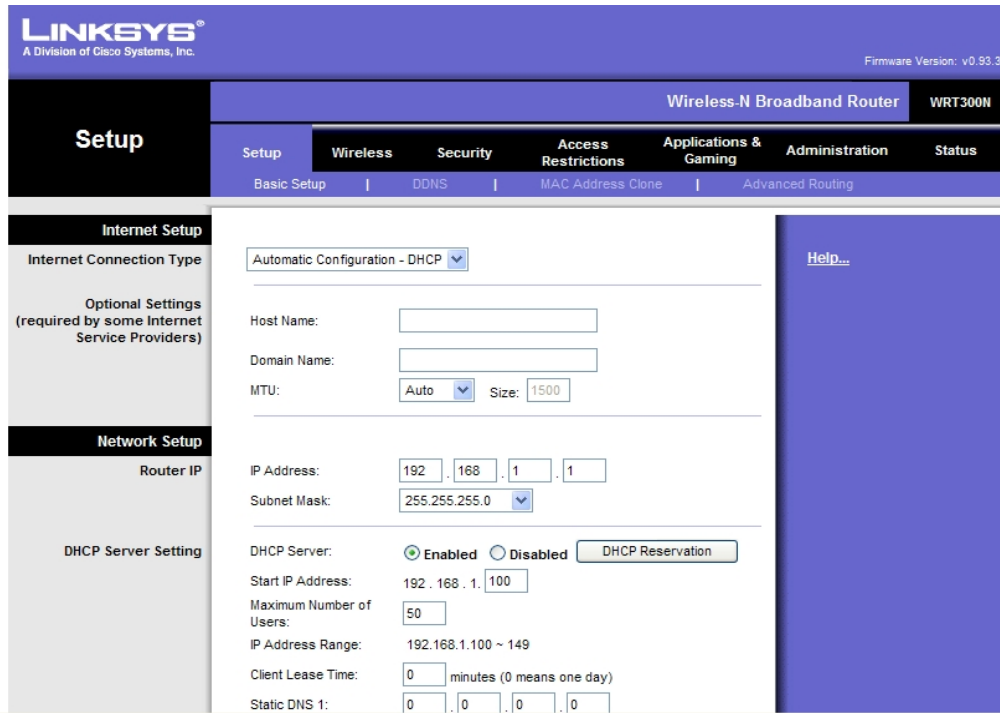 LINKSYS®
A Division of Cisco Systems, Inc.
Firmware Version: v0.93.3
Wireless-N Broadband Router WRT300N
Setup
Setup Wireless Security Access Restrictions Applications & Gaming Administration Status
Basic Setup | DDNS | MAC Address Clone | Advanced Routing
Internet Setup
Internet Connection Type
Automatic Configuration - DHCP
Help...
Optional Settings
(required by some Internet
Service Providers)
Host Name:
Domain Name:
MTU: Auto Size: 1500
Network Setup
Router IP
IP Address: 192 . 168 . 1 . 1
Subnet Mask: 255.255.255.0
DHCP Server Setting
DHCP Server: Enabled Disabled DHCP Reservation
Start IP Address: 192 . 168 . 1. 100
Maximum Number of
Users: 50
IP Address Range: 192.168.1.100 ~ 149
Client Lease Time: 0 minutes (0 means one day)
Static DNS 1: 0 . 0 . 0 . 0